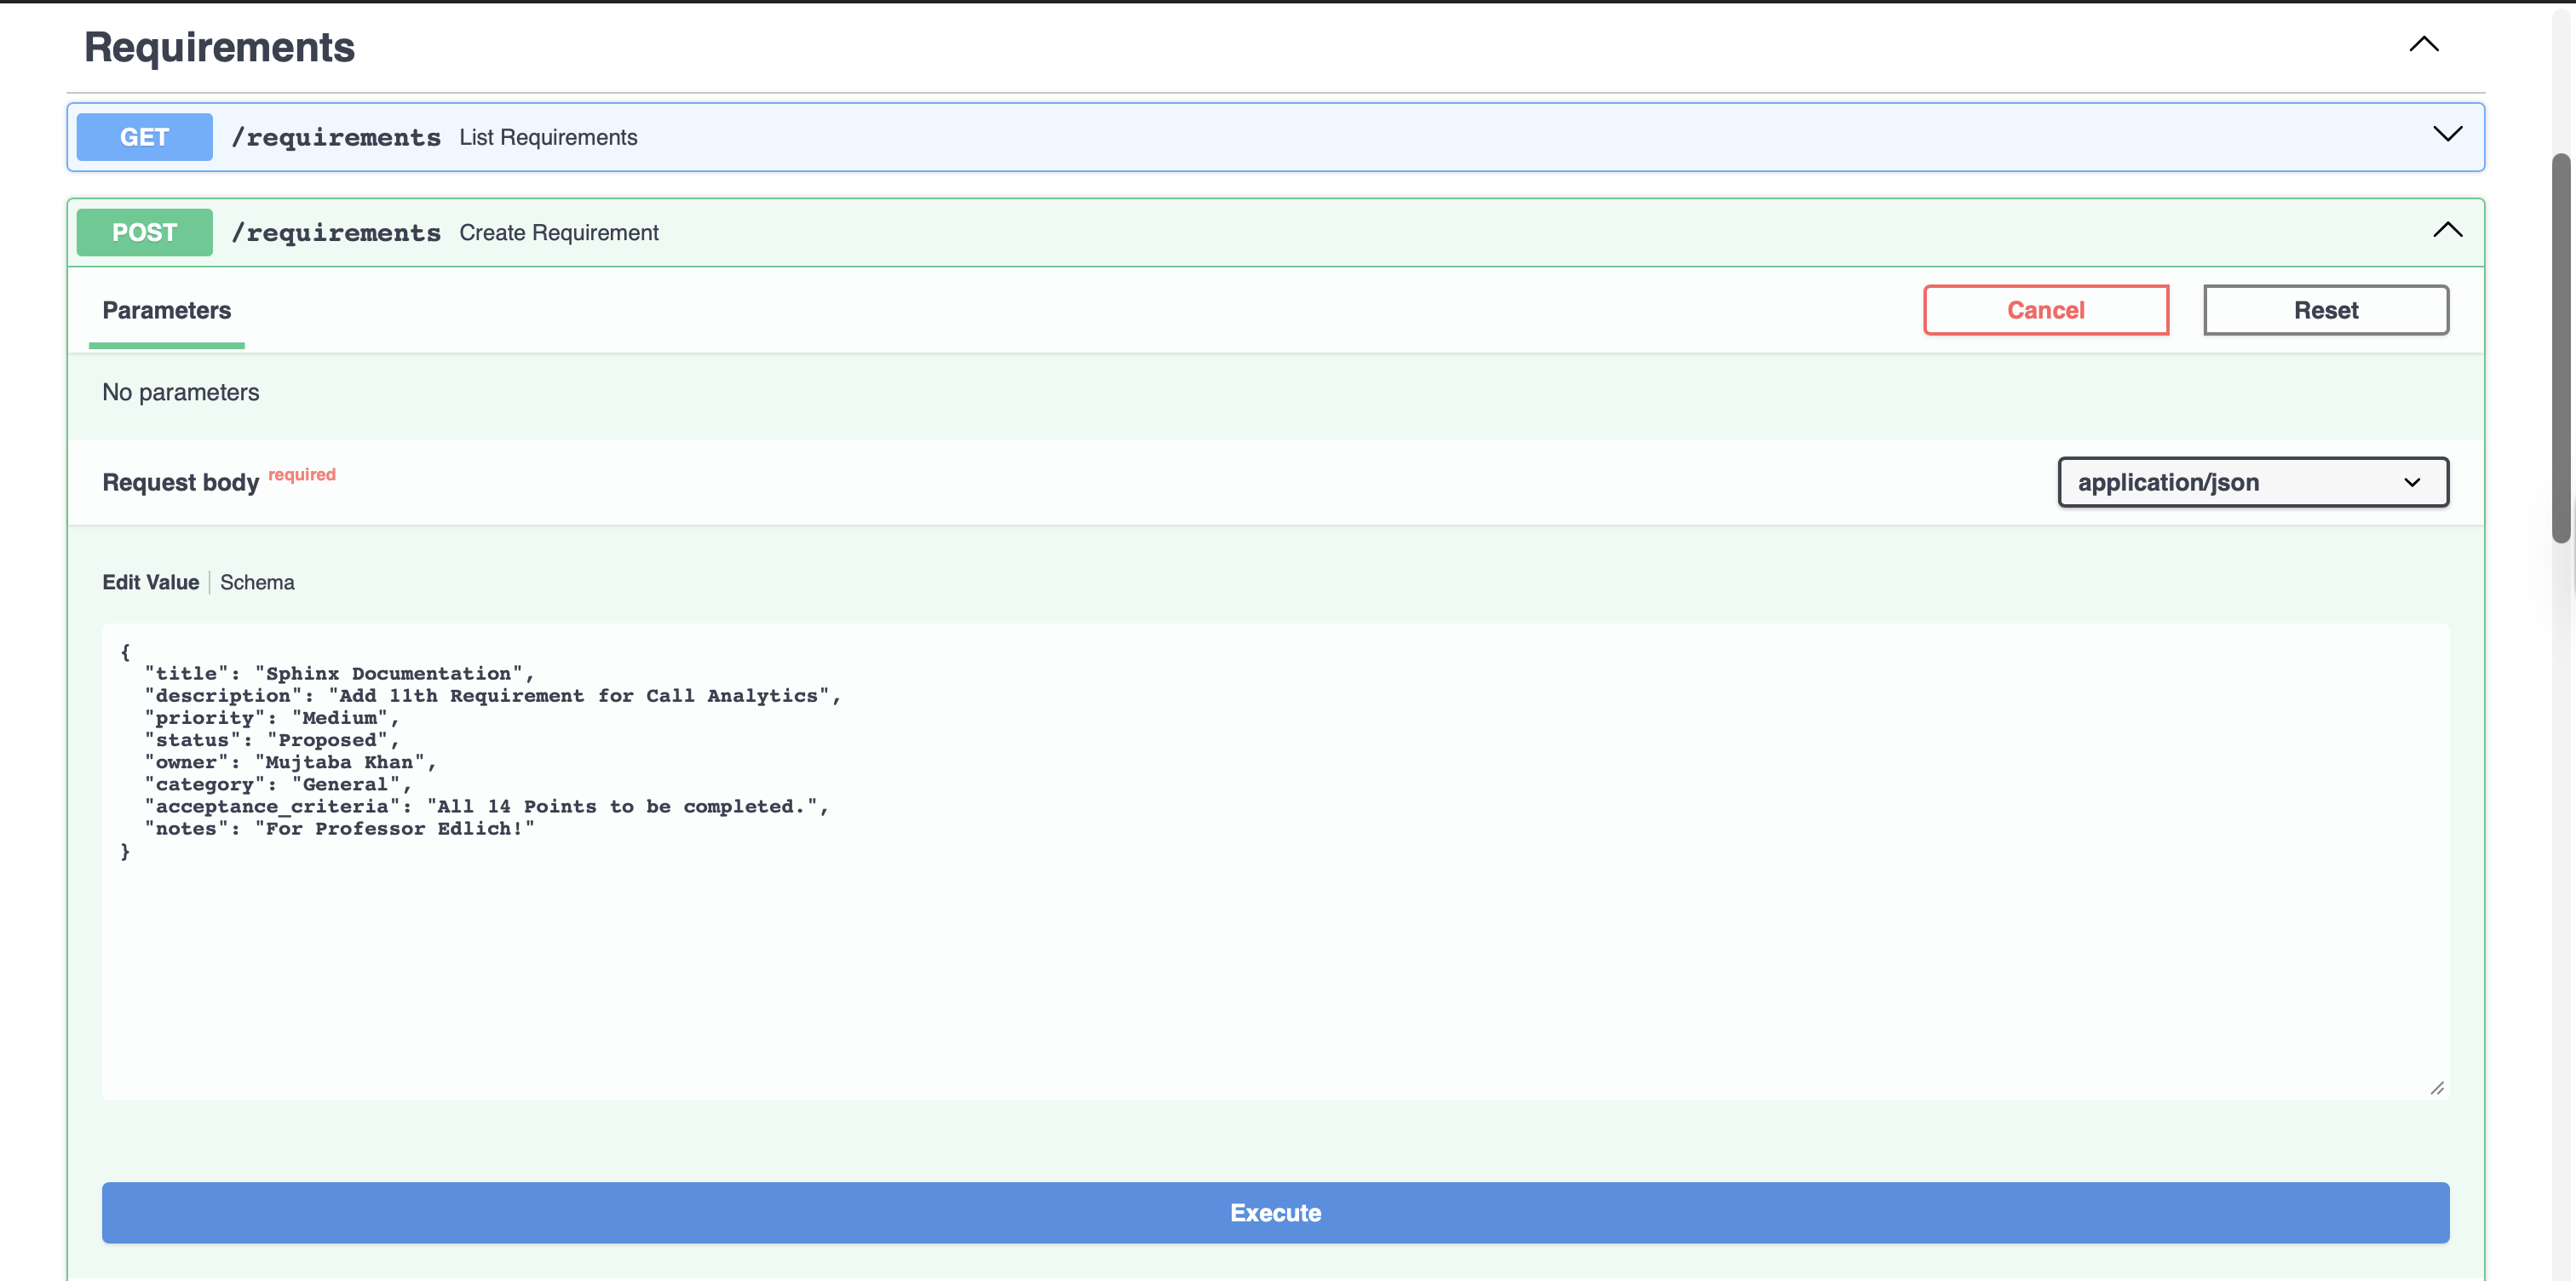 Requirements
GET /requirements List Requirements
POST /requirements Create Requirement
Parameters
Cancel
Reset
No parameters
Request body required
application/json
Edit Value | Schema
{
  "title": "Sphinx Documentation",
  "description": "Add 11th Requirement for Call Analytics",
  "priority": "Medium",
  "status": "Proposed",
  "owner": "Mujtaba Khan",
  "category": "General",
  "acceptance_criteria": "All 14 Points to be completed.",
  "notes": "For Professor Edlich!"
}
Execute